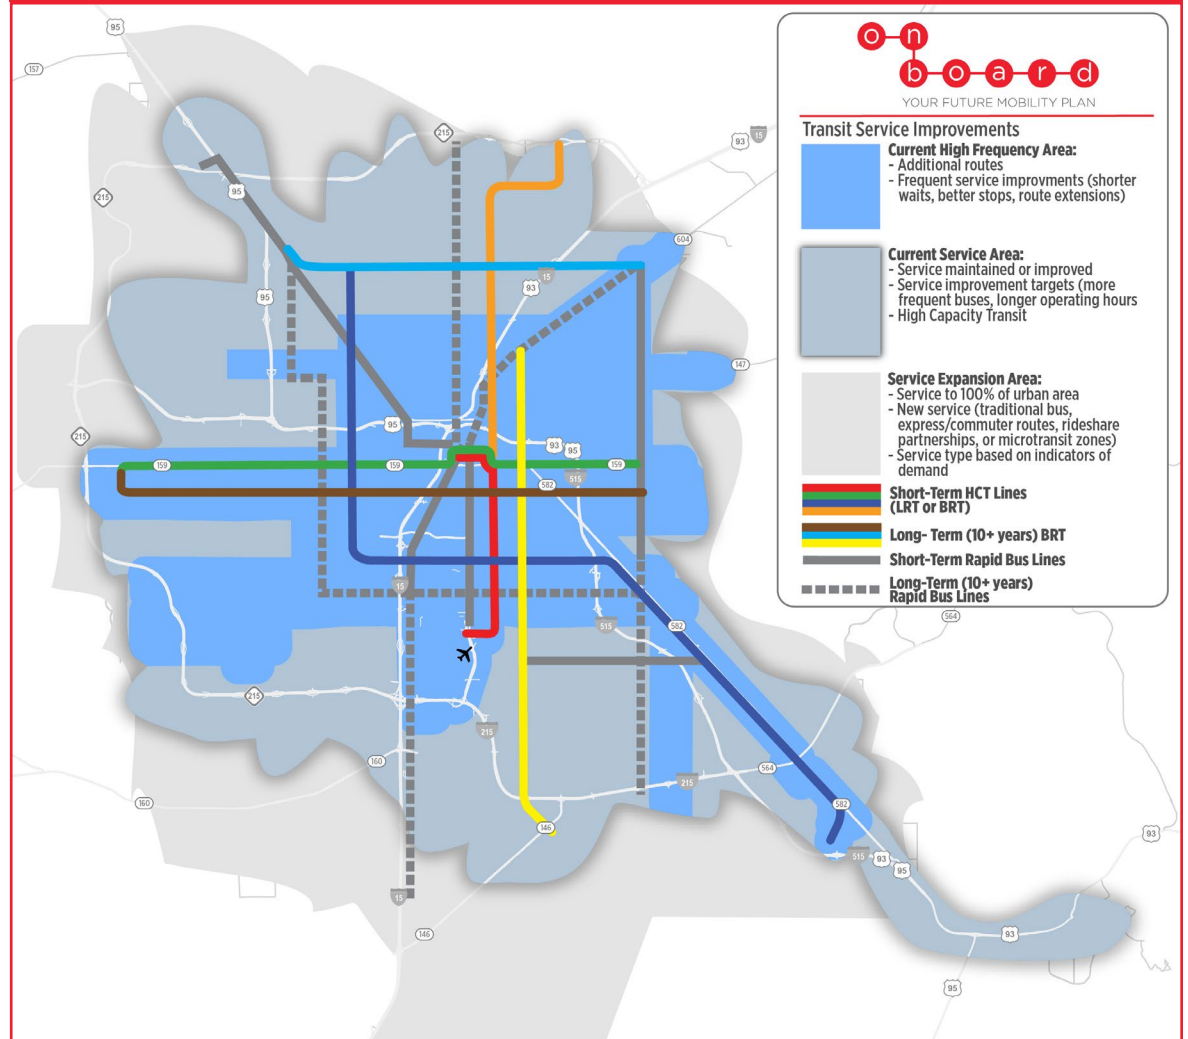 on
board
YOUR FUTURE MOBILITY PLAN
Transit Service Improvements
Current High Frequency Area:
- Additional routes
- Frequent service improvments (shorter
waits, better stops, route extensions)
Current Service Area:
- Service maintained or improved
- Service improvement targets (more
frequent buses, longer operating hours
- High Capacity Transit
Service Expansion Area:
- Service to 100% of urban area
- New service (traditional bus,
express/commuter routes, rideshare
partnerships, or microtransit zones)
- Service type based on indicators of
demand
Short-Term HCT Lines
(LRT or BRT)
Long- Term (10+ years) BRT
Short-Term Rapid Bus Lines
Long-Term (10+ years)
Rapid Bus Lines
95
157
215
15
93
215
95
604
15
93
95
147
95
215
93
95
159
159
159
515
582
15
564
515
582
215
215
160
564
215
160
582
146
93
515
93
95
15
146
93
95